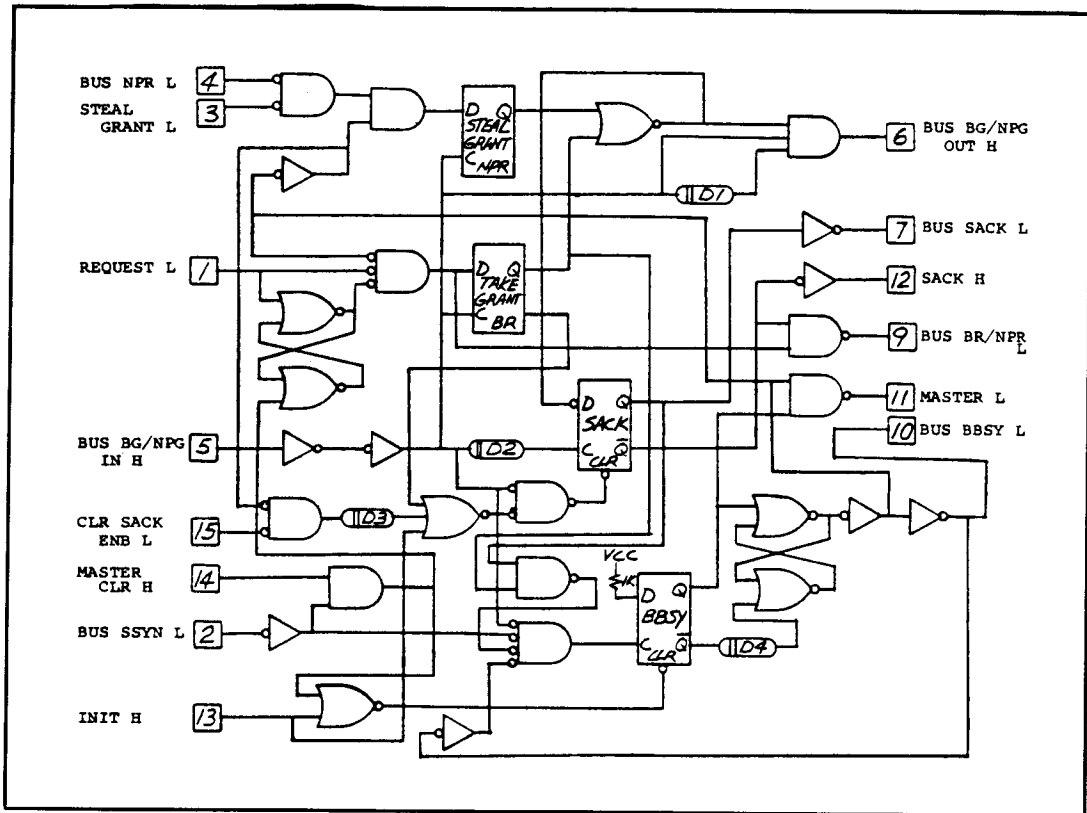 BUS NPR L 4
STEAL
GRANT L 3
D Q
STEAL
GRANT
C NPR
6 BUS BG/NPG
OUT H
D1
7 BUS SACK L
REQUEST L 1
D Q
TAKE
GRANT
C BR
12 SACK H
9 BUS BR/NPR
L
11 MASTER L
10 BUS BBSY L
D Q
SACK
C Q
CLR
BUS BG/NPG
IN H 5
D2
CLR SACK
ENB L 15
D3
MASTER
CLR H 14
VCC
1K
D Q
BBSY
C Q
CLR
D4
BUS SSYN L 2
INIT H 13